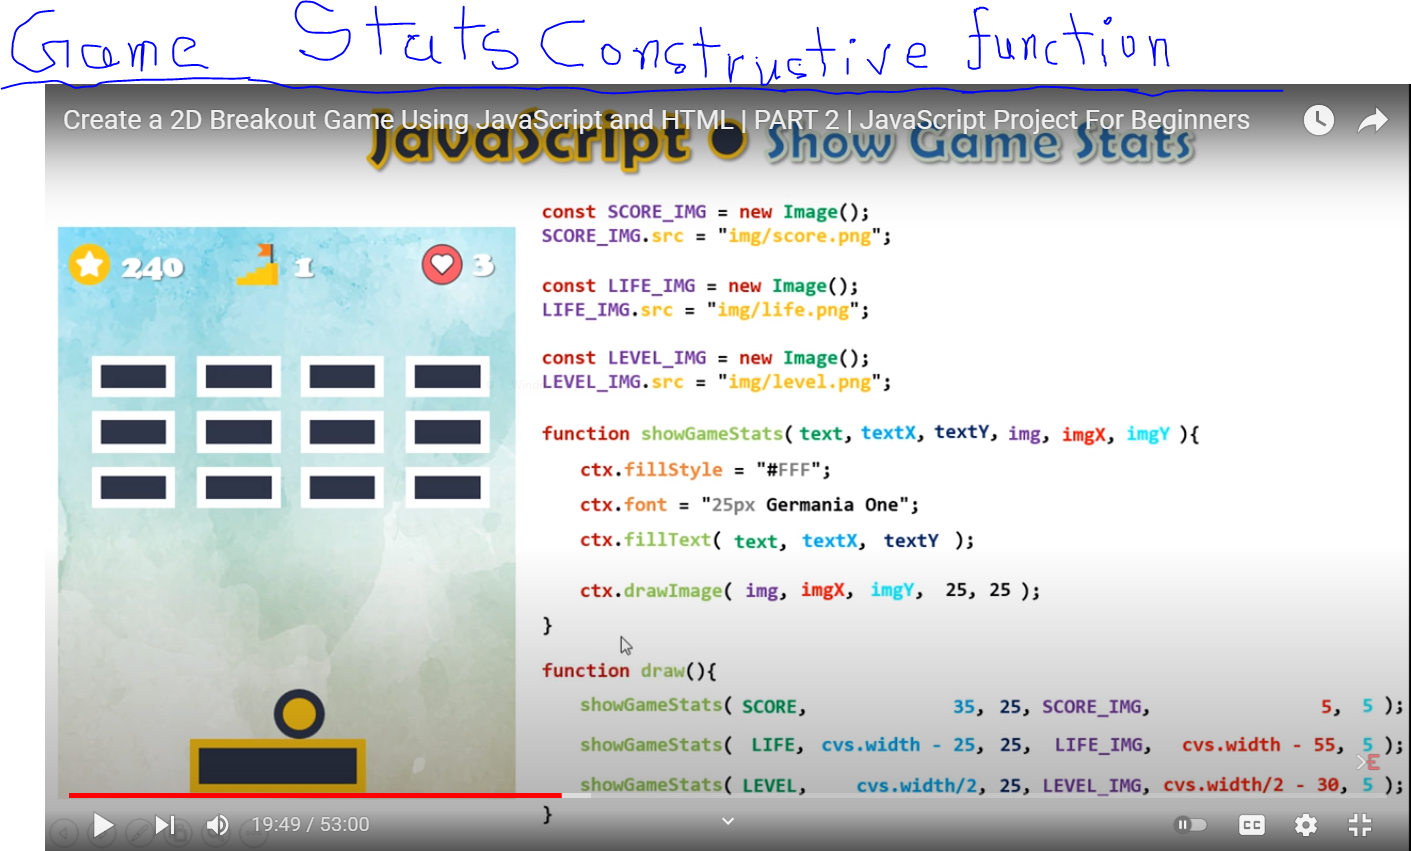 Game Stats Constructive function
Create a 2D Breakout Game Using JavaScript and HTML | PART 2 | JavaScript Project For Beginners
JavaScript • Show Game Stats
240 1 3
const SCORE_IMG = new Image();
SCORE_IMG.src = "img/score.png";
const LIFE_IMG = new Image();
LIFE_IMG.src = "img/life.png";
const LEVEL_IMG = new Image();
LEVEL_IMG.src = "img/level.png";
function showGameStats( text, textX, textY, img, imgX, imgY ){
ctx.fillStyle = "#FFF";
ctx.font = "25px Germania One";
ctx.fillText( text, textX, textY );
ctx.drawImage( img, imgX, imgY, 25, 25 );
}
function draw(){
showGameStats( SCORE, 35, 25, SCORE_IMG, 5, 5 );
showGameStats( LIFE, cvs.width - 25, 25, LIFE_IMG, cvs.width - 55, 5 );
showGameStats( LEVEL, cvs.width/2, 25, LEVEL_IMG, cvs.width/2 - 30, 5 );
}
19:49 / 53:00
CC